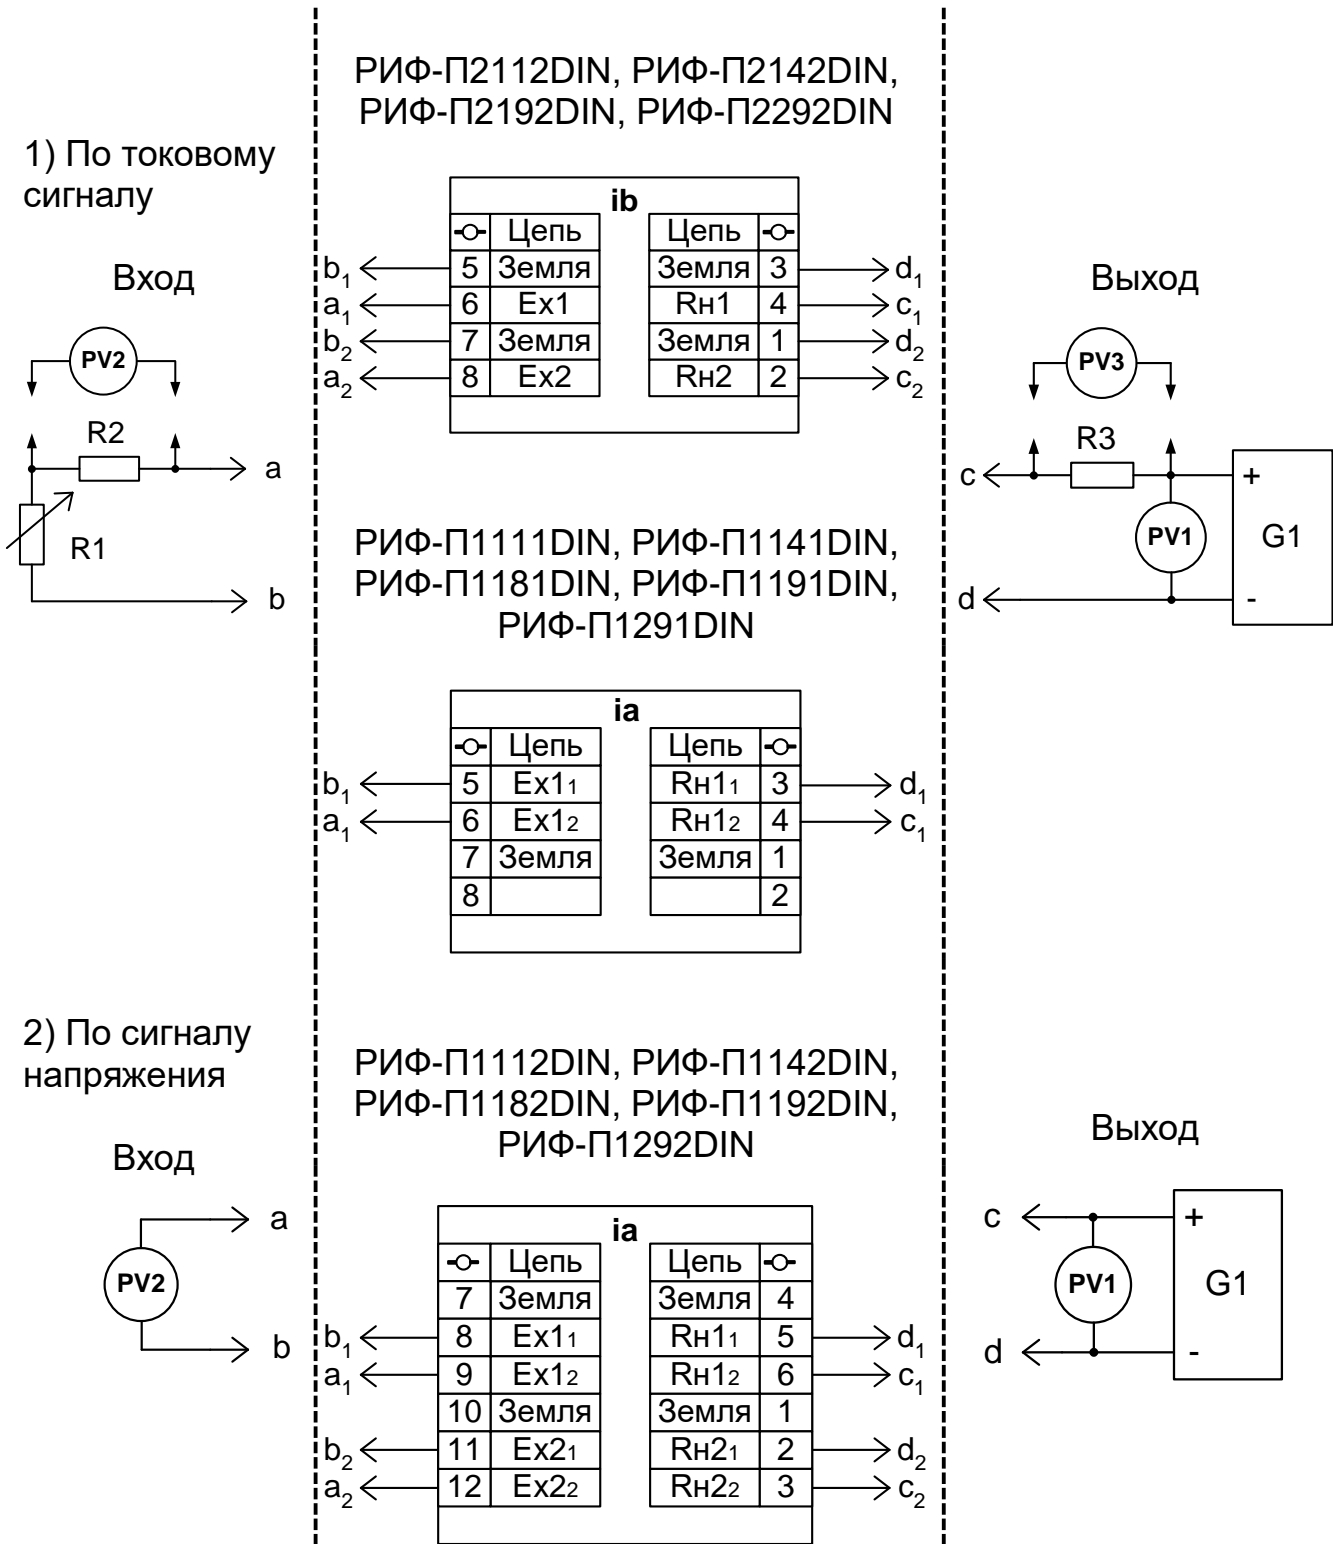 РИФ-П2112DIN, РИФ-П2142DIN,
РИФ-П2192DIN, РИФ-П2292DIN
1) По токовому
сигналу
Вход
PV2
R2
a
R1
b
ib
Цепь Цепь
b1 5 Земля Земля 3 d1
a1 6 Ex1 Rн1 4 c1
b2 7 Земля Земля 1 d2
a2 8 Ex2 Rн2 2 c2
Выход
PV3
R3
c
+
PV1
G1
d
-
РИФ-П1111DIN, РИФ-П1141DIN,
РИФ-П1181DIN, РИФ-П1191DIN,
РИФ-П1291DIN
ia
Цепь Цепь
b1 5 Ex11 Rн11 3 d1
a1 6 Ex12 Rн12 4 c1
7 Земля Земля 1
8 2
2) По сигналу
напряжения
Вход
a
PV2
b
РИФ-П1112DIN, РИФ-П1142DIN,
РИФ-П1182DIN, РИФ-П1192DIN,
РИФ-П1292DIN
ia
Цепь Цепь
7 Земля Земля 4
b1 8 Ex11 Rн11 5 d1
a1 9 Ex12 Rн12 6 c1
10 Земля Земля 1
b2 11 Ex21 Rн21 2 d2
a2 12 Ex22 Rн22 3 c2
Выход
c
+
PV1
G1
d
-